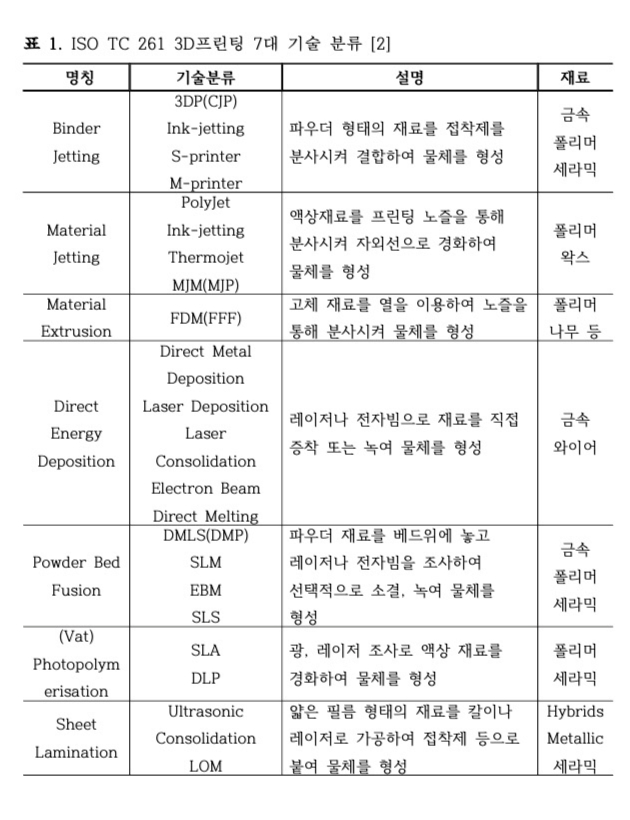 표 1. ISO TC 261 3D프린팅 7대 기술 분류 [2]
명칭 기술분류 설명 재료
Binder
Jetting
3DP(CJP)
Ink-jetting
S-printer
M-printer
파우더 형태의 재료를 접착제를
분사시켜 결합하여 물체를 형성
금속
폴리머
세라믹
Material
Jetting
PolyJet
Ink-jetting
Thermojet
MJM(MJP)
액상재료를 프린팅 노즐을 통해
분사시켜 자외선으로 경화하여
물체를 형성
폴리머
왁스
Material
Extrusion
FDM(FFF)
고체 재료를 열을 이용하여 노즐을
통해 분사시켜 물체를 형성
폴리머
나무 등
Direct
Energy
Deposition
Direct Metal
Deposition
Laser Deposition
Laser
Consolidation
Electron Beam
Direct Melting
레이저나 전자빔으로 재료를 직접
증착 또는 녹여 물체를 형성
금속
와이어
Powder Bed
Fusion
DMLS(DMP)
SLM
EBM
SLS
파우더 재료를 베드위에 놓고
레이저나 전자빔을 조사하여
선택적으로 소결, 녹여 물체를
형성
금속
폴리머
세라믹
(Vat)
Photopolym
erisation
SLA
DLP
광, 레이저 조사로 액상 재료를
경화하여 물체를 형성
폴리머
세라믹
Sheet
Lamination
Ultrasonic
Consolidation
LOM
얇은 필름 형태의 재료를 칼이나
레이저로 가공하여 접착제 등으로
붙여 물체를 형성
Hybrids
Metallic
세라믹